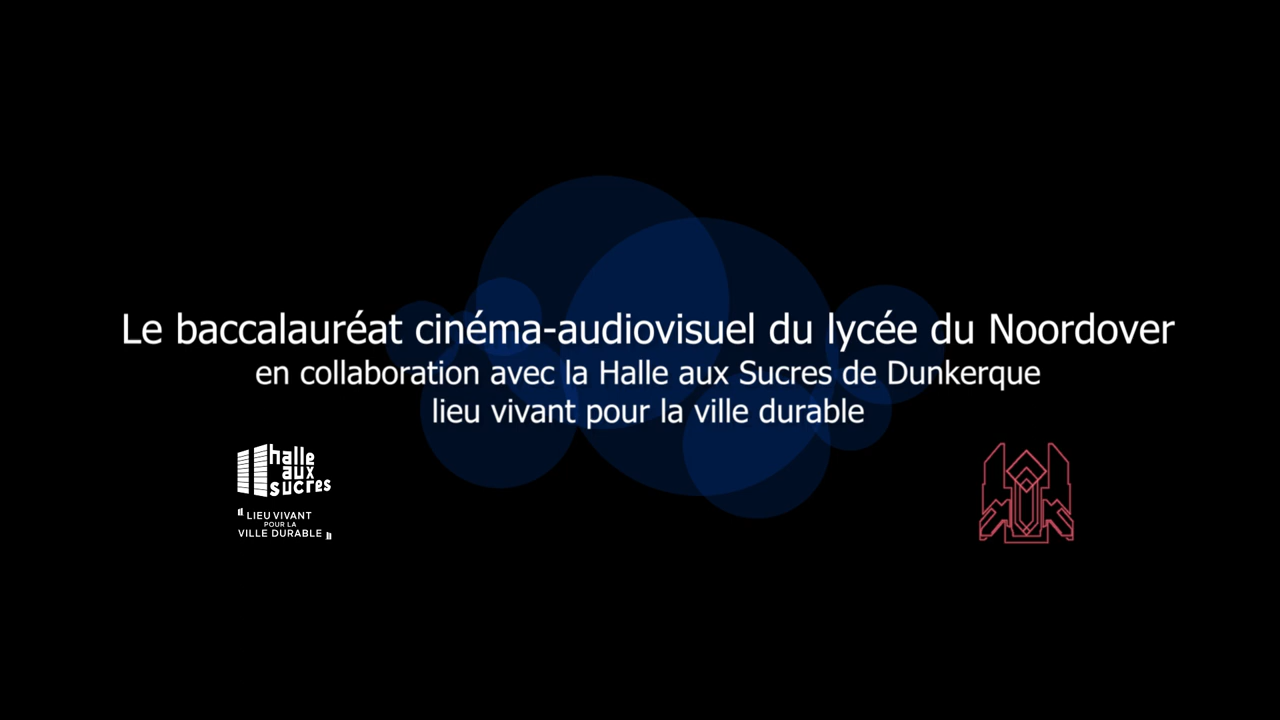 Le baccalauréat cinéma-audiovisuel du lycée du Noordover
en collaboration avec la Halle aux Sucres de Dunkerque
lieu vivant pour la ville durable
halle
aux
sucres
LIEU VIVANT
POUR LA
VILLE DURABLE